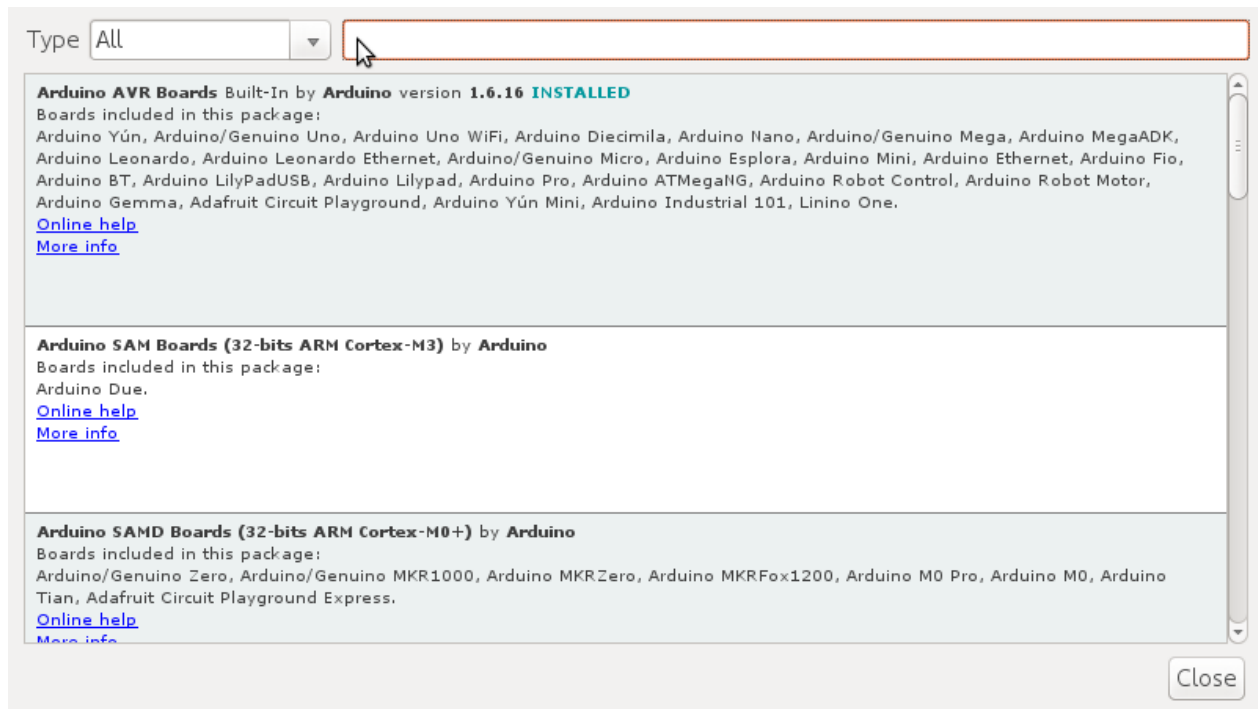 Type All
Arduino AVR Boards Built-In by Arduino version 1.6.16 INSTALLED
Boards included in this package:
Arduino Yún, Arduino/Genuino Uno, Arduino Uno WiFi, Arduino Diecimila, Arduino Nano, Arduino/Genuino Mega, Arduino MegaADK,
Arduino Leonardo, Arduino Leonardo Ethernet, Arduino/Genuino Micro, Arduino Esplora, Arduino Mini, Arduino Ethernet, Arduino Fio,
Arduino BT, Arduino LilyPadUSB, Arduino Lilypad, Arduino Pro, Arduino ATMegaNG, Arduino Robot Control, Arduino Robot Motor,
Arduino Gemma, Adafruit Circuit Playground, Arduino Yún Mini, Arduino Industrial 101, Linino One.
Online help
More info
Arduino SAM Boards (32-bits ARM Cortex-M3) by Arduino
Boards included in this package:
Arduino Due.
Online help
More info
Arduino SAMD Boards (32-bits ARM Cortex-M0+) by Arduino
Boards included in this package:
Arduino/Genuino Zero, Arduino/Genuino MKR1000, Arduino MKRZero, Arduino MKRFox1200, Arduino M0 Pro, Arduino M0, Arduino
Tian, Adafruit Circuit Playground Express.
Online help
More info
Close